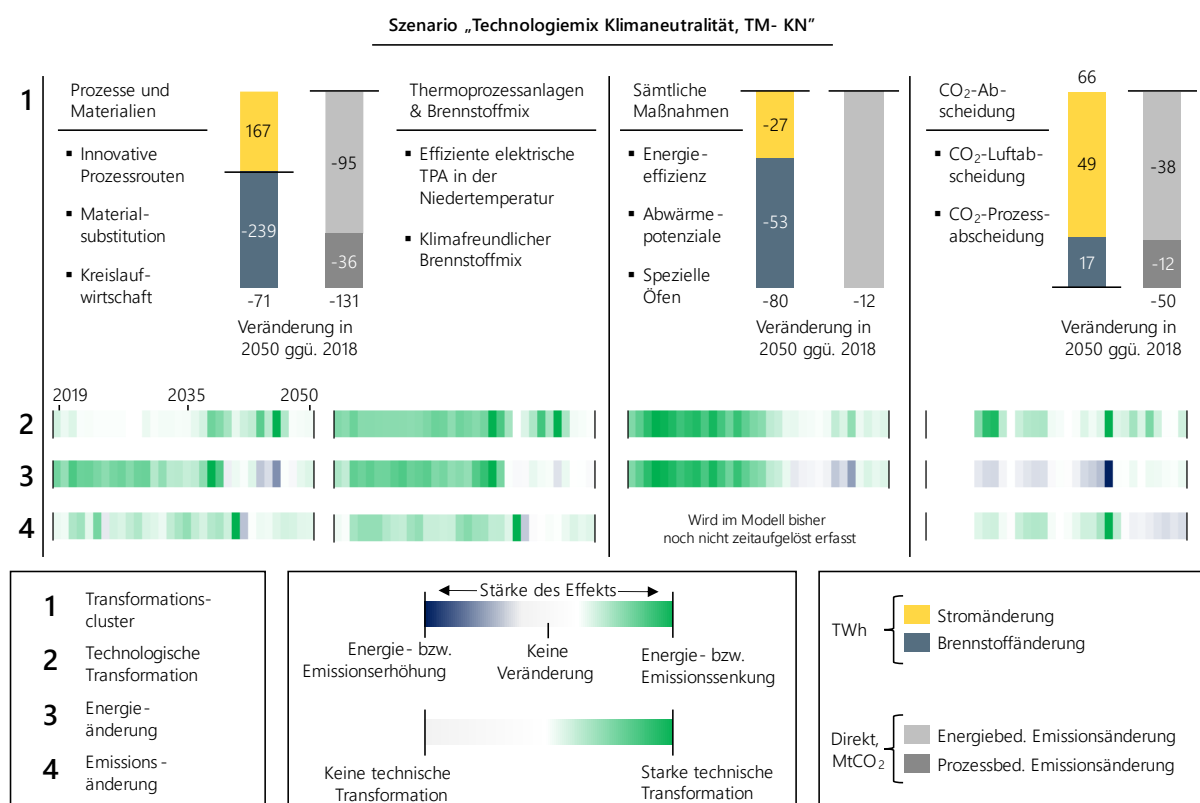 Szenario „Technologiemix Klimaneutralität, TM- KN”
1
Prozesse und
Materialien
▪ Innovative
Prozessrouten
▪ Material-
substitution
▪ Kreislauf-
wirtschaft
167
-239
-71
-95
-36
-131
Veränderung in
2050 ggü. 2018
Thermoprozessanlagen
& Brennstoffmix
▪ Effiziente elektrische
TPA in der
Niedertemperatur
▪ Klimafreundlicher
Brennstoffmix
Sämtliche
Maßnahmen
▪ Energie-
effizienz
▪ Abwärme-
potenziale
▪ Spezielle
Öfen
-27
-53
-80
-12
Veränderung in
2050 ggü. 2018
CO₂-Ab-
scheidung
▪ CO₂-Luftab-
scheidung
▪ CO₂-Prozess-
abscheidung
66
49
17
-38
-12
-50
Veränderung in
2050 ggü. 2018
2019 2035 2050
2
3
4
Wird im Modell bisher
noch nicht zeitaufgelöst erfasst
1 Transformations-
cluster
2 Technologische
Transformation
3 Energie-
änderung
4 Emissions-
änderung
Stärke des Effekts
Energie- bzw.
Emissionserhöhung
Keine
Veränderung
Energie- bzw.
Emissionssenkung
Keine technische
Transformation
Starke technische
Transformation
TWh
Stromänderung
Brennstoffänderung
Direkt,
MtCO₂
Energiebed. Emissionsänderung
Prozessbed. Emissionsänderung